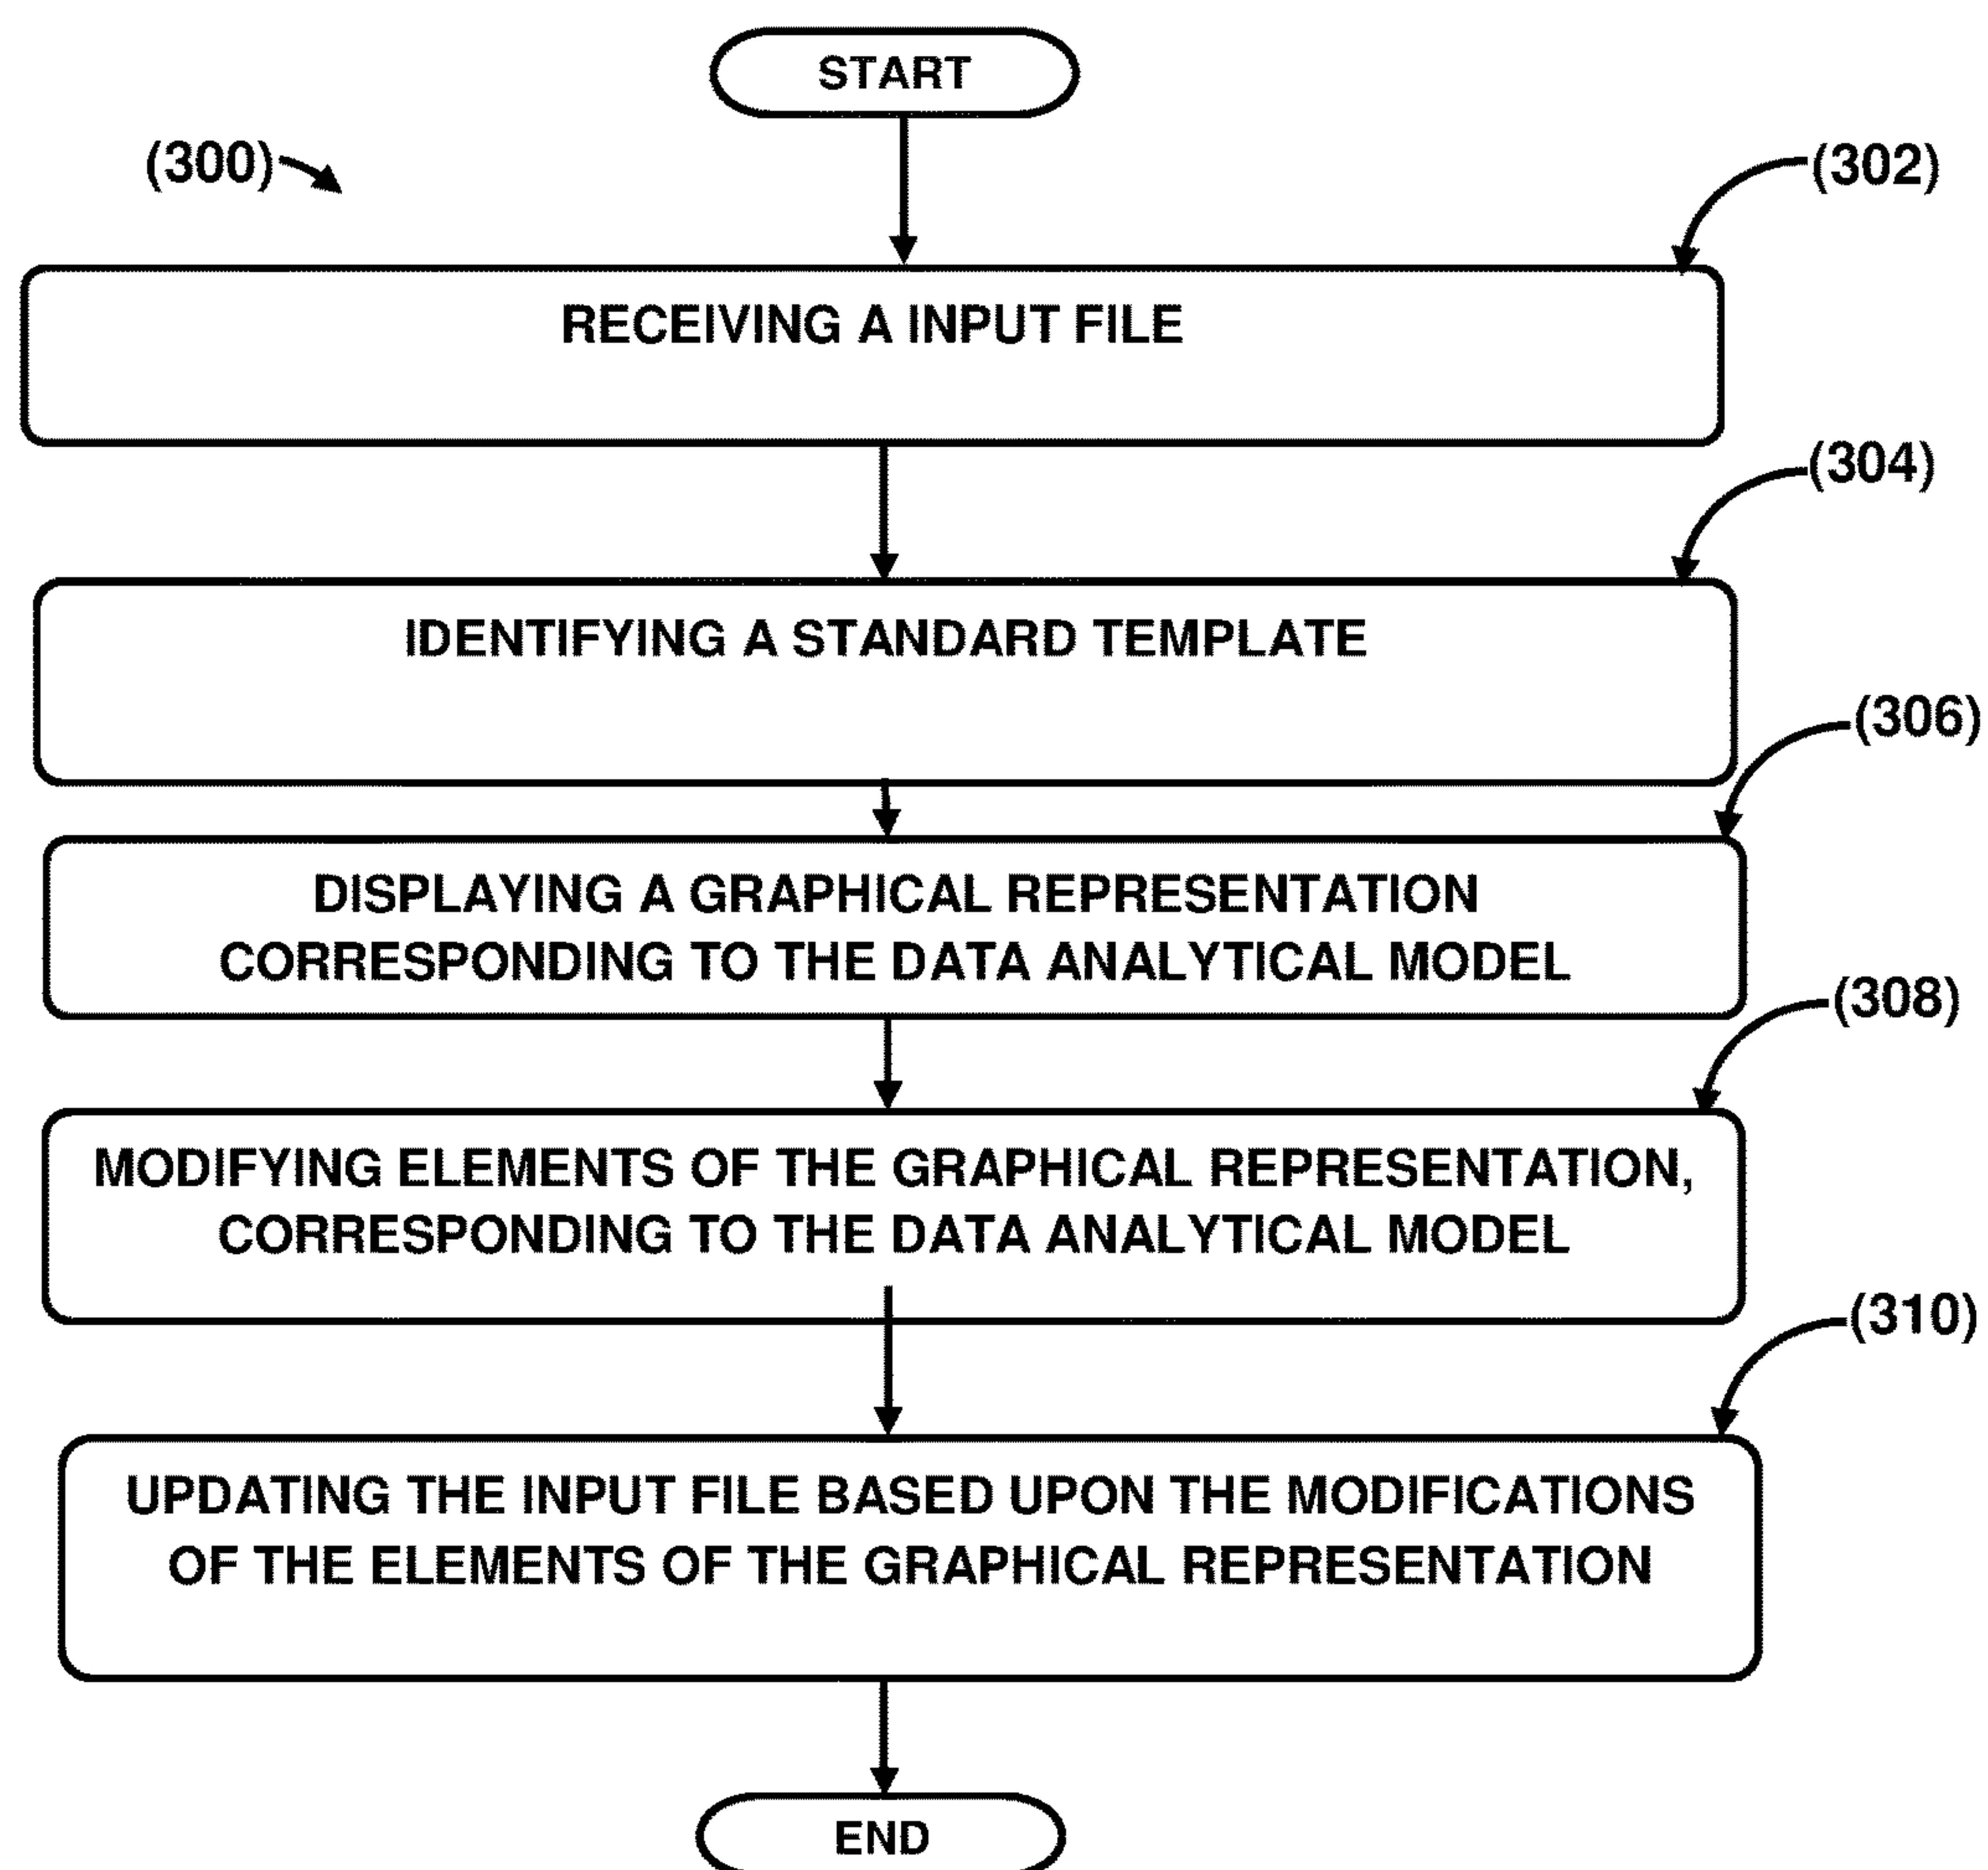 START
(300)
(302)
RECEIVING A INPUT FILE
(304)
IDENTIFYING A STANDARD TEMPLATE
(306)
DISPLAYING A GRAPHICAL REPRESENTATION
CORRESPONDING TO THE DATA ANALYTICAL MODEL
(308)
MODIFYING ELEMENTS OF THE GRAPHICAL REPRESENTATION,
CORRESPONDING TO THE DATA ANALYTICAL MODEL
(310)
UPDATING THE INPUT FILE BASED UPON THE MODIFICATIONS
OF THE ELEMENTS OF THE GRAPHICAL REPRESENTATION
END